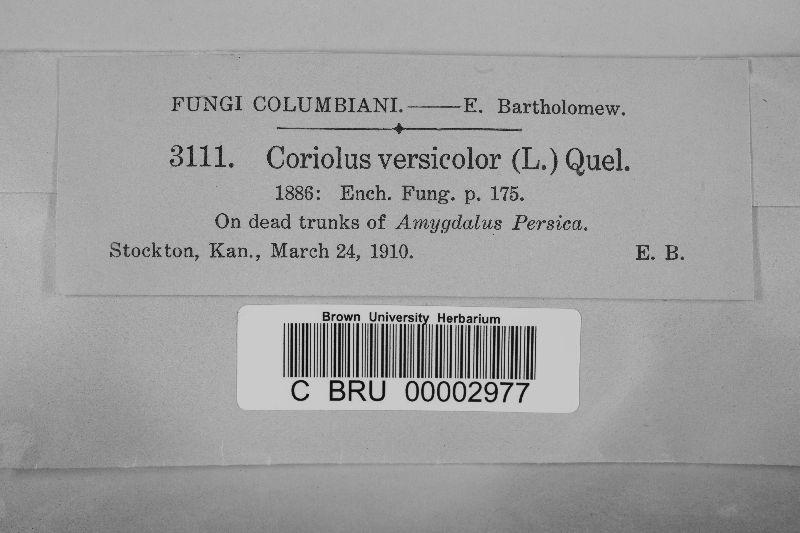 FUNGI COLUMBIANI.——E. Bartholomew.
3111. Coriolus versicolor (L.) Quel.
1886: Ench. Fung. p. 175.
On dead trunks of Amygdalus Persica.
Stockton, Kan., March 24, 1910. E. B.
Brown University Herbarium
C BRU 00002977